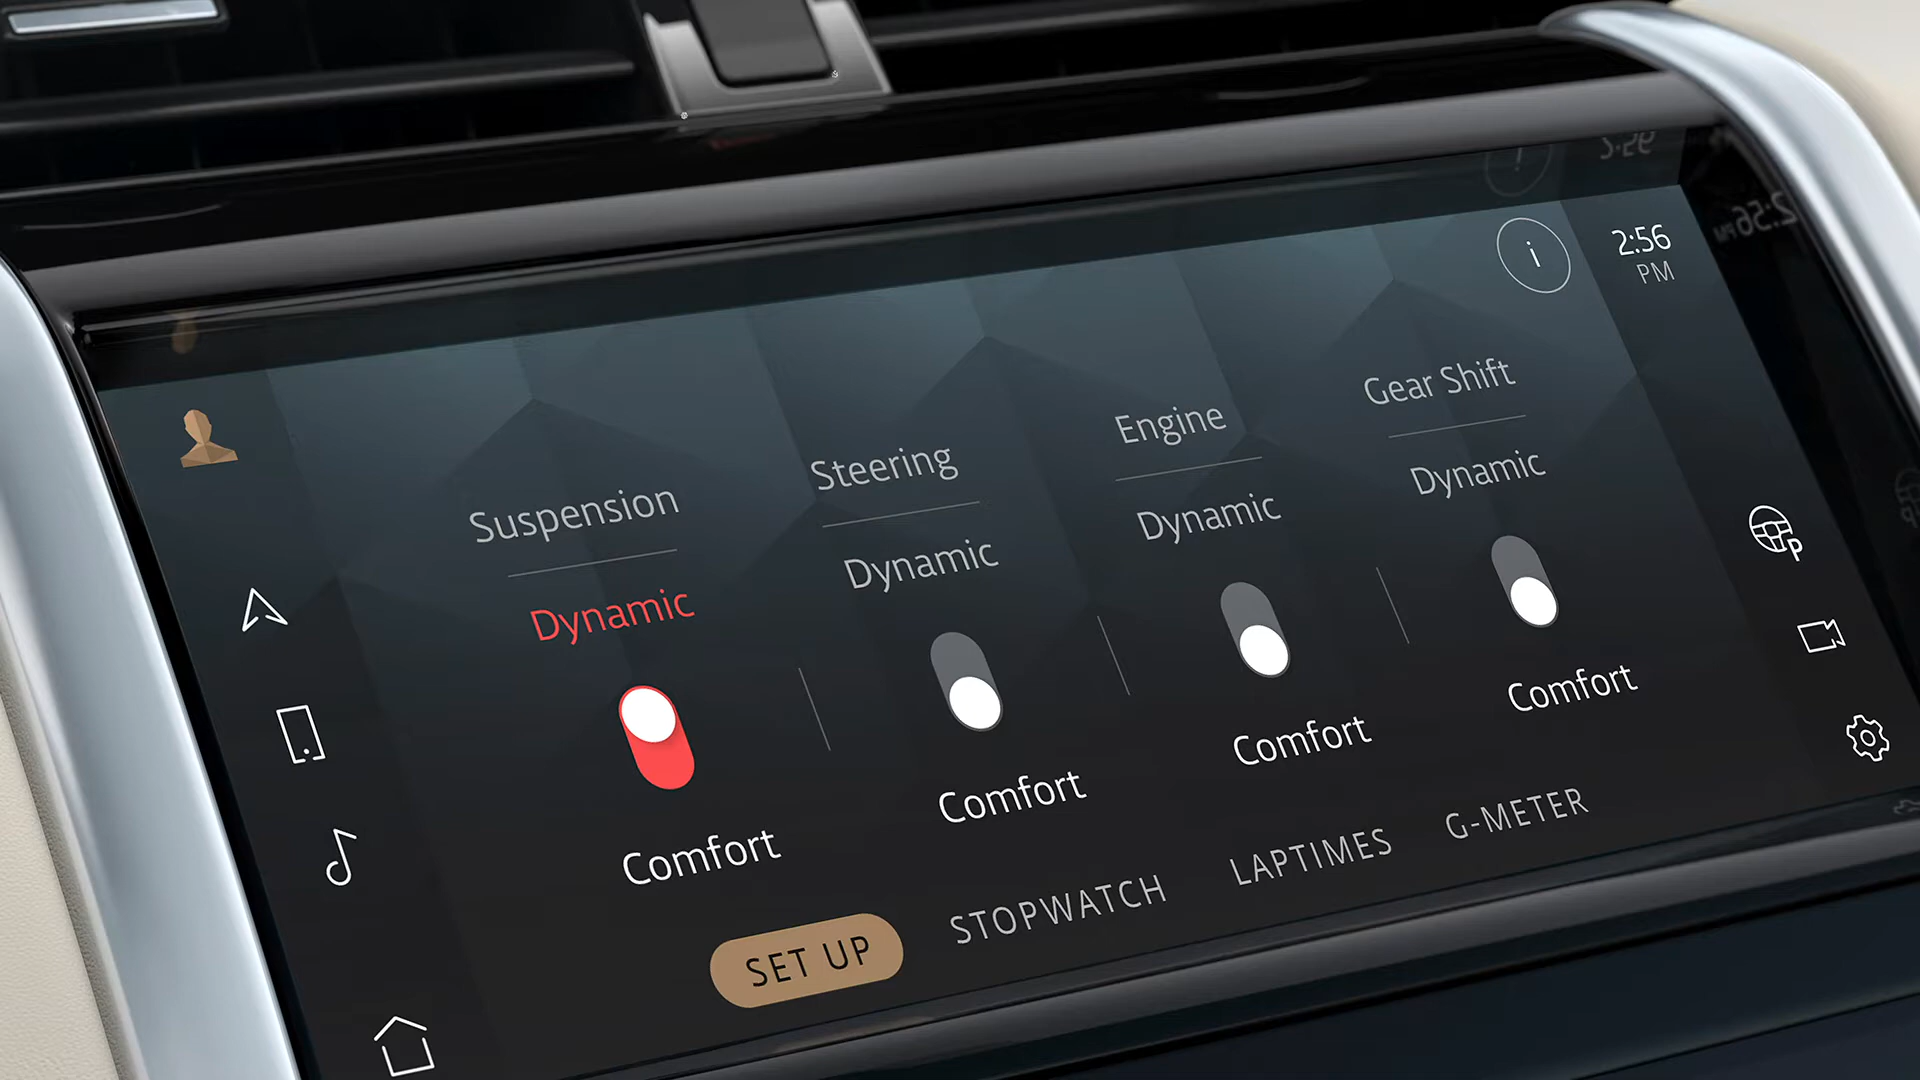 2:56
PM
i
Suspension
Dynamic
Comfort
Steering
Dynamic
Comfort
Engine
Dynamic
Comfort
Gear Shift
Dynamic
Comfort
P
SET UP
STOPWATCH
LAPTIMES
G-METER